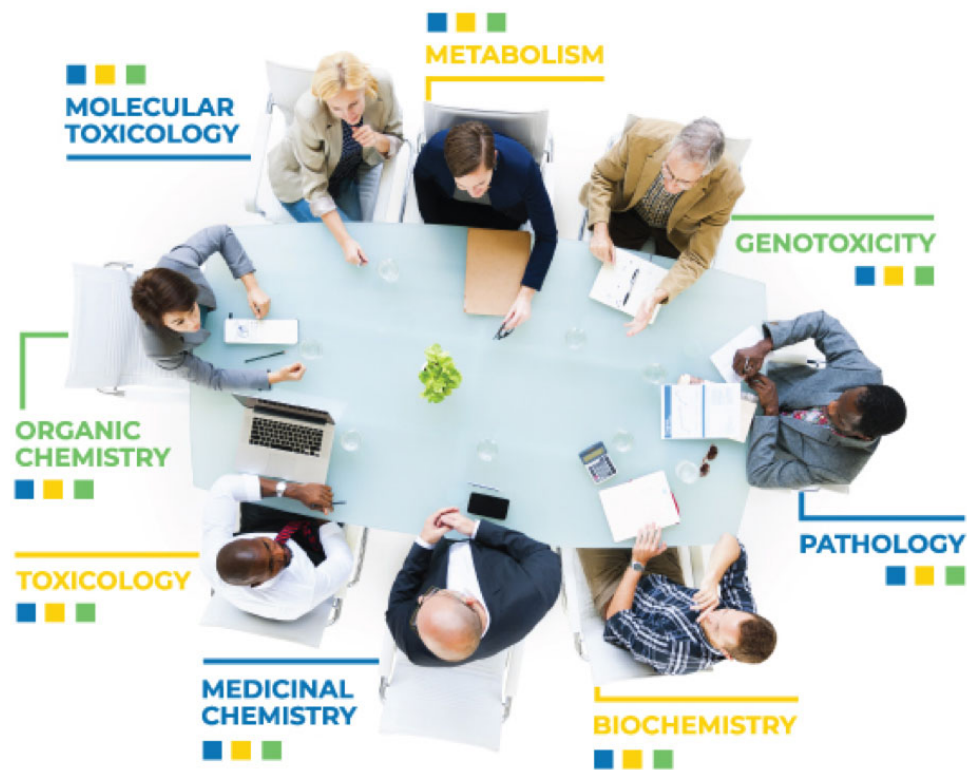 METABOLISM
MOLECULAR
TOXICOLOGY
GENOTOXICITY
ORGANIC
CHEMISTRY
PATHOLOGY
TOXICOLOGY
MEDICINAL
CHEMISTRY
BIOCHEMISTRY